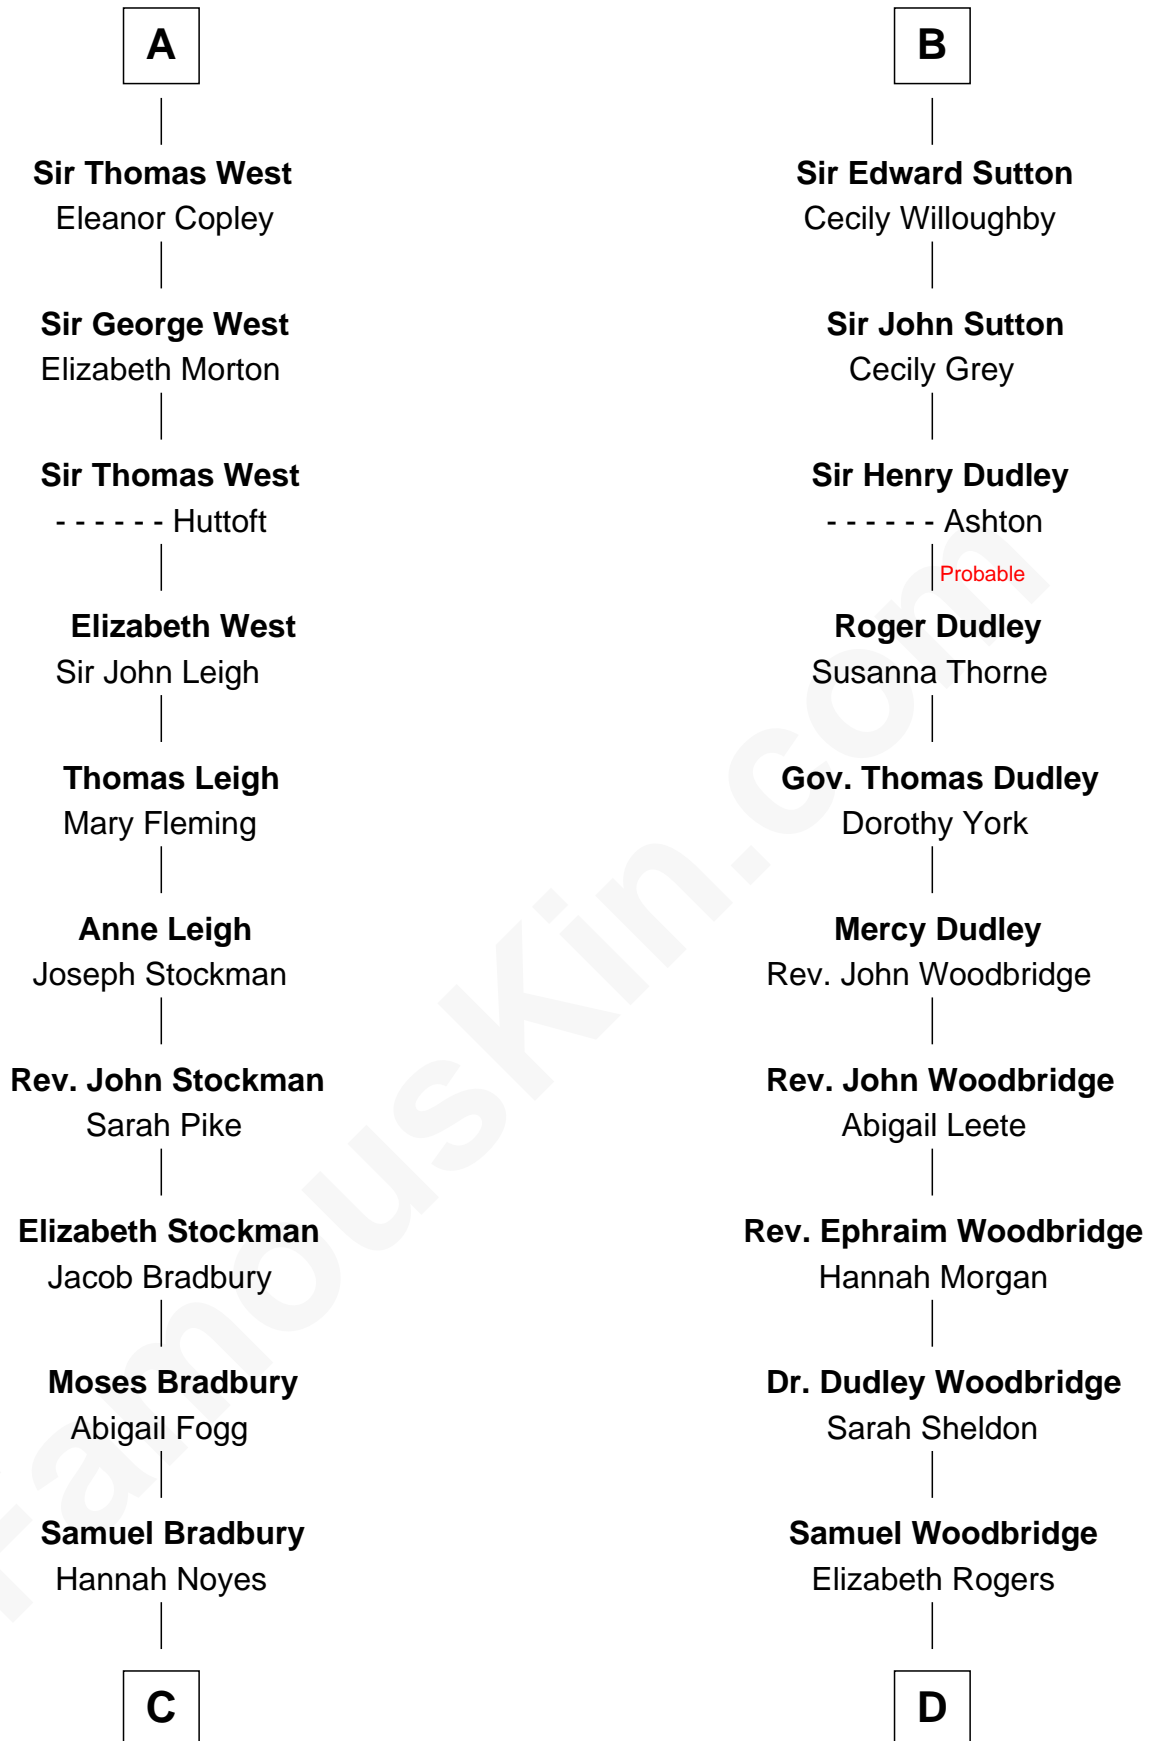 A
Sir Thomas West
Eleanor Copley
Sir George West
Elizabeth Morton
Sir Thomas West
- - - - - - Huttoft
Elizabeth West
Sir John Leigh
Thomas Leigh
Mary Fleming
Anne Leigh
Joseph Stockman
Rev. John Stockman
Sarah Pike
Elizabeth Stockman
Jacob Bradbury
Moses Bradbury
Abigail Fogg
Samuel Bradbury
Hannah Noyes
C
B
Sir Edward Sutton
Cecily Willoughby
Sir John Sutton
Cecily Grey
Sir Henry Dudley
- - - - - - Ashton
Probable
Roger Dudley
Susanna Thorne
Gov. Thomas Dudley
Dorothy York
Mercy Dudley
Rev. John Woodbridge
Rev. John Woodbridge
Abigail Leete
Rev. Ephraim Woodbridge
Hannah Morgan
Dr. Dudley Woodbridge
Sarah Sheldon
Samuel Woodbridge
Elizabeth Rogers
D
FamousKin.com